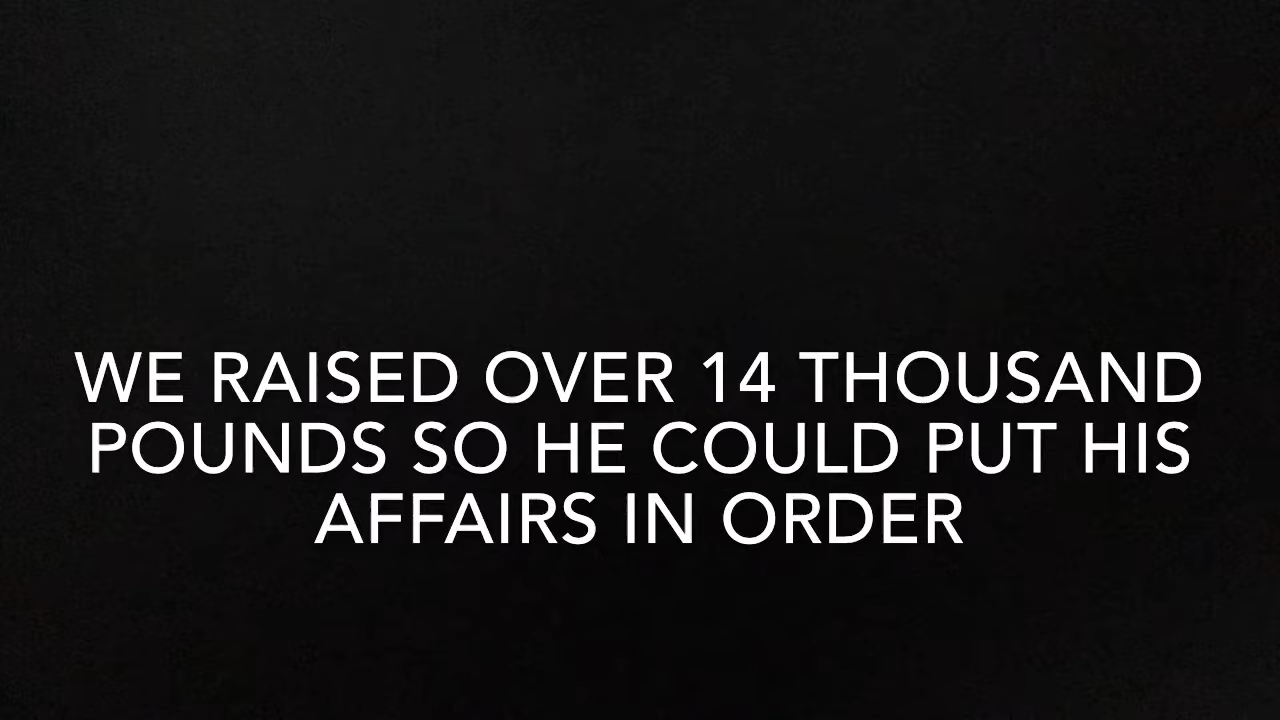 WE RAISED OVER 14 THOUSAND
POUNDS SO HE COULD PUT HIS
AFFAIRS IN ORDER